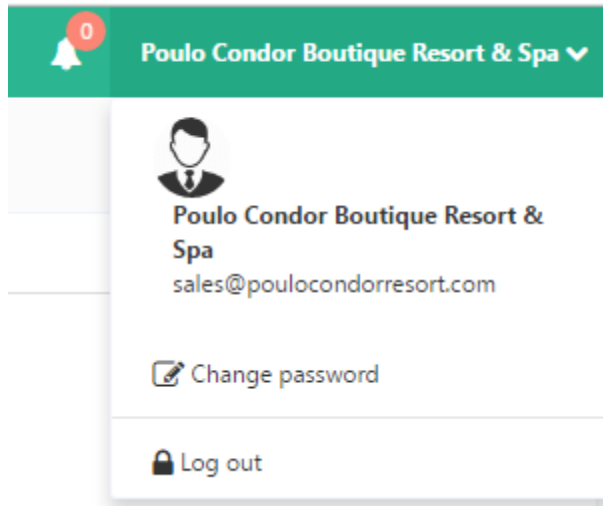 0
Poulo Condor Boutique Resort & Spa
Poulo Condor Boutique Resort &
Spa
sales@poulocondorresort.com
Change password
Log out